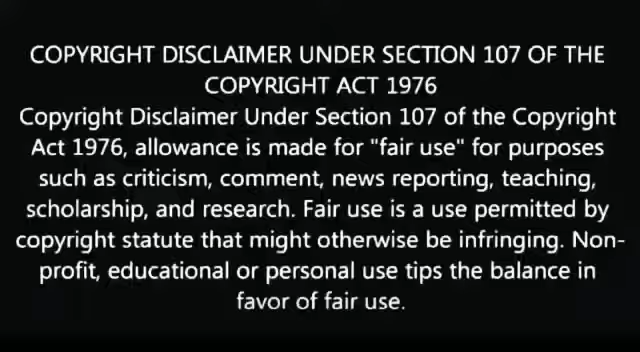 COPYRIGHT DISCLAIMER UNDER SECTION 107 OF THE
COPYRIGHT ACT 1976
Copyright Disclaimer Under Section 107 of the Copyright
Act 1976, allowance is made for "fair use" for purposes
such as criticism, comment, news reporting, teaching,
scholarship, and research. Fair use is a use permitted by
copyright statute that might otherwise be infringing. Non-
profit, educational or personal use tips the balance in
favor of fair use.